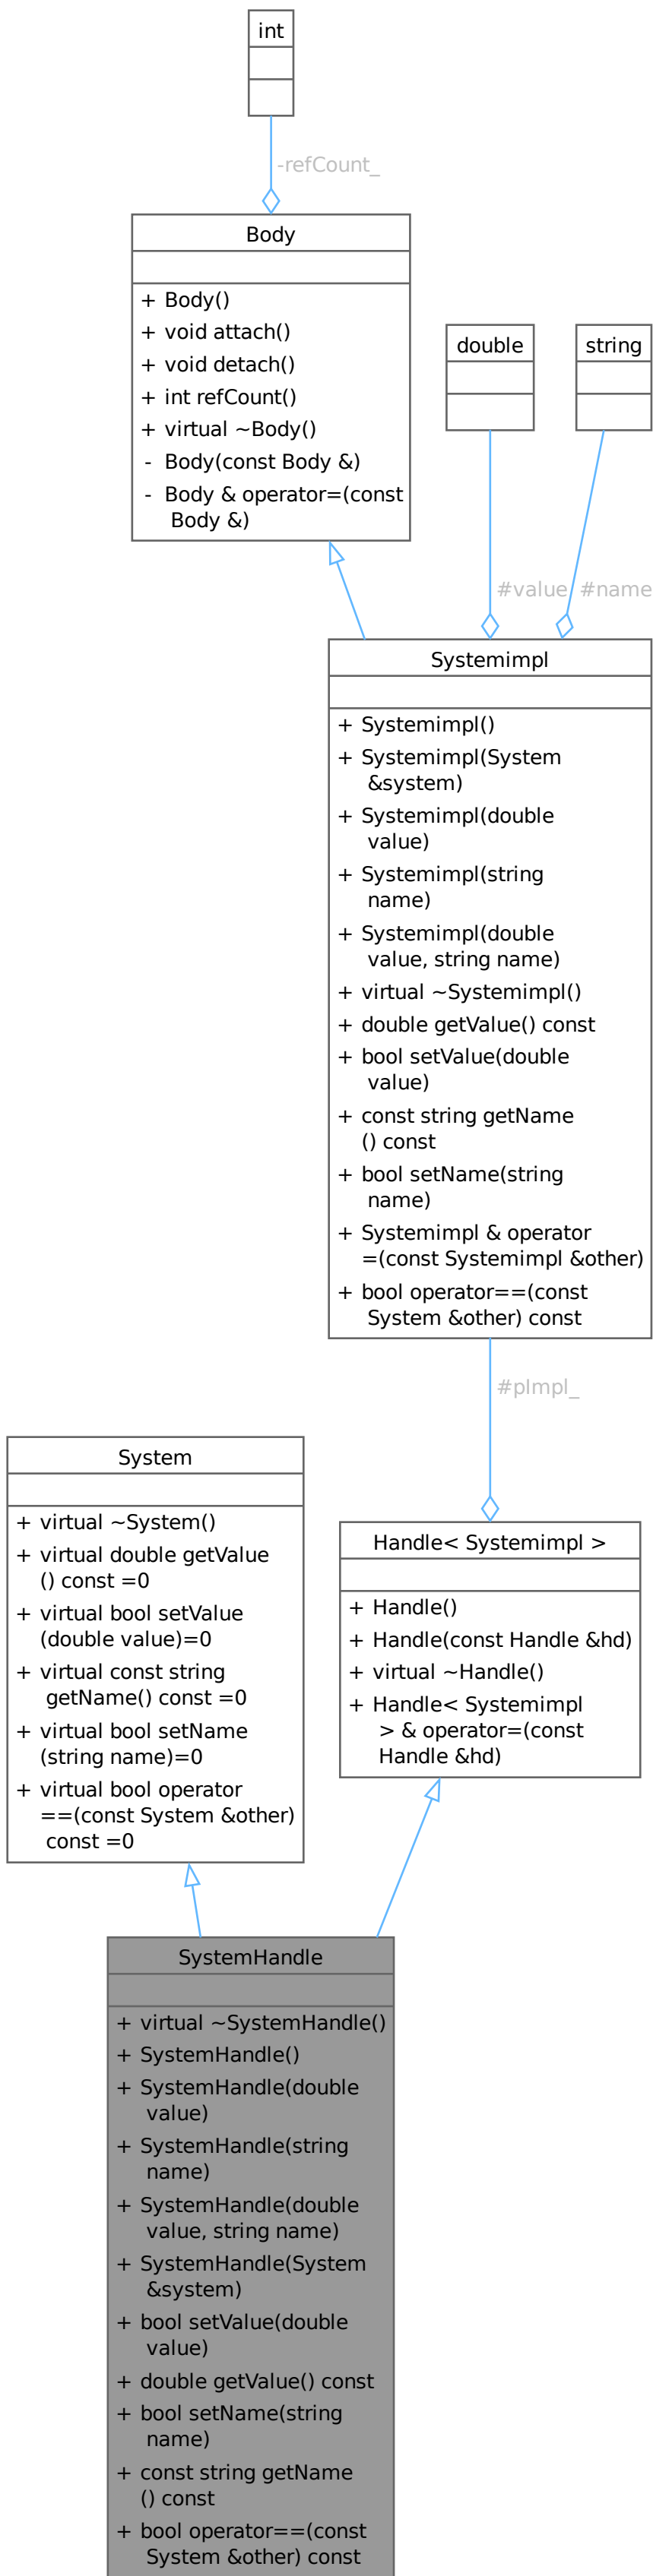 int
-refCount_
Body
+ Body()
+ void attach()
+ void detach()
+ int refCount()
+ virtual ~Body()
- Body(const Body &)
- Body & operator=(const
Body &)
double
string
#value
#name
Systemimpl
+ Systemimpl()
+ Systemimpl(System
&system)
+ Systemimpl(double
value)
+ Systemimpl(string
name)
+ Systemimpl(double
value, string name)
+ virtual ~Systemimpl()
+ double getValue() const
+ bool setValue(double
value)
+ const string getName
() const
+ bool setName(string
name)
+ Systemimpl & operator
=(const Systemimpl &other)
+ bool operator==(const
System &other) const
#pImpl_
System
+ virtual ~System()
+ virtual double getValue
() const =0
+ virtual bool setValue
(double value)=0
+ virtual const string
getName() const =0
+ virtual bool setName
(string name)=0
+ virtual bool operator
==(const System &other)
const =0
Handle< Systemimpl >
+ Handle()
+ Handle(const Handle &hd)
+ virtual ~Handle()
+ Handle< Systemimpl
> & operator=(const
Handle &hd)
SystemHandle
+ virtual ~SystemHandle()
+ SystemHandle()
+ SystemHandle(double
value)
+ SystemHandle(string
name)
+ SystemHandle(double
value, string name)
+ SystemHandle(System
&system)
+ bool setValue(double
value)
+ double getValue() const
+ bool setName(string
name)
+ const string getName
() const
+ bool operator==(const
System &other) const